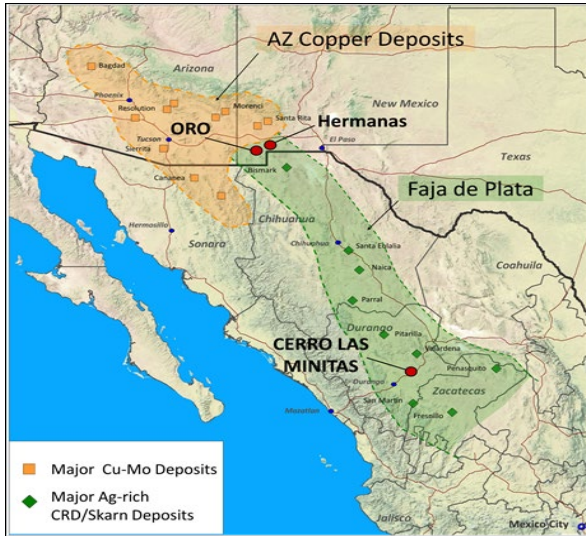 AZ Copper Deposits
Bagdad
Arizona
Phoenix
Resolution
Morenci
New Mexico
Santa Rita
Hermanas
ORO
Tucson
El Paso
Sierrita
Bismark
Texas
Cananea
Faja de Plata
Chihuahua
Hermosillo
Sonora
Chihuahua
Santa Eulalia
Coahuila
Naica
Parral
Durango
Pitarilla
CERRO LAS
MINITAS
Velardena
Penasquito
Durango
Zacatecas
San Martin
Mazatlan
Fresnillo
Major Cu-Mo Deposits
Major Ag-rich
CRD/Skarn Deposits
Jalisco
Mexico City